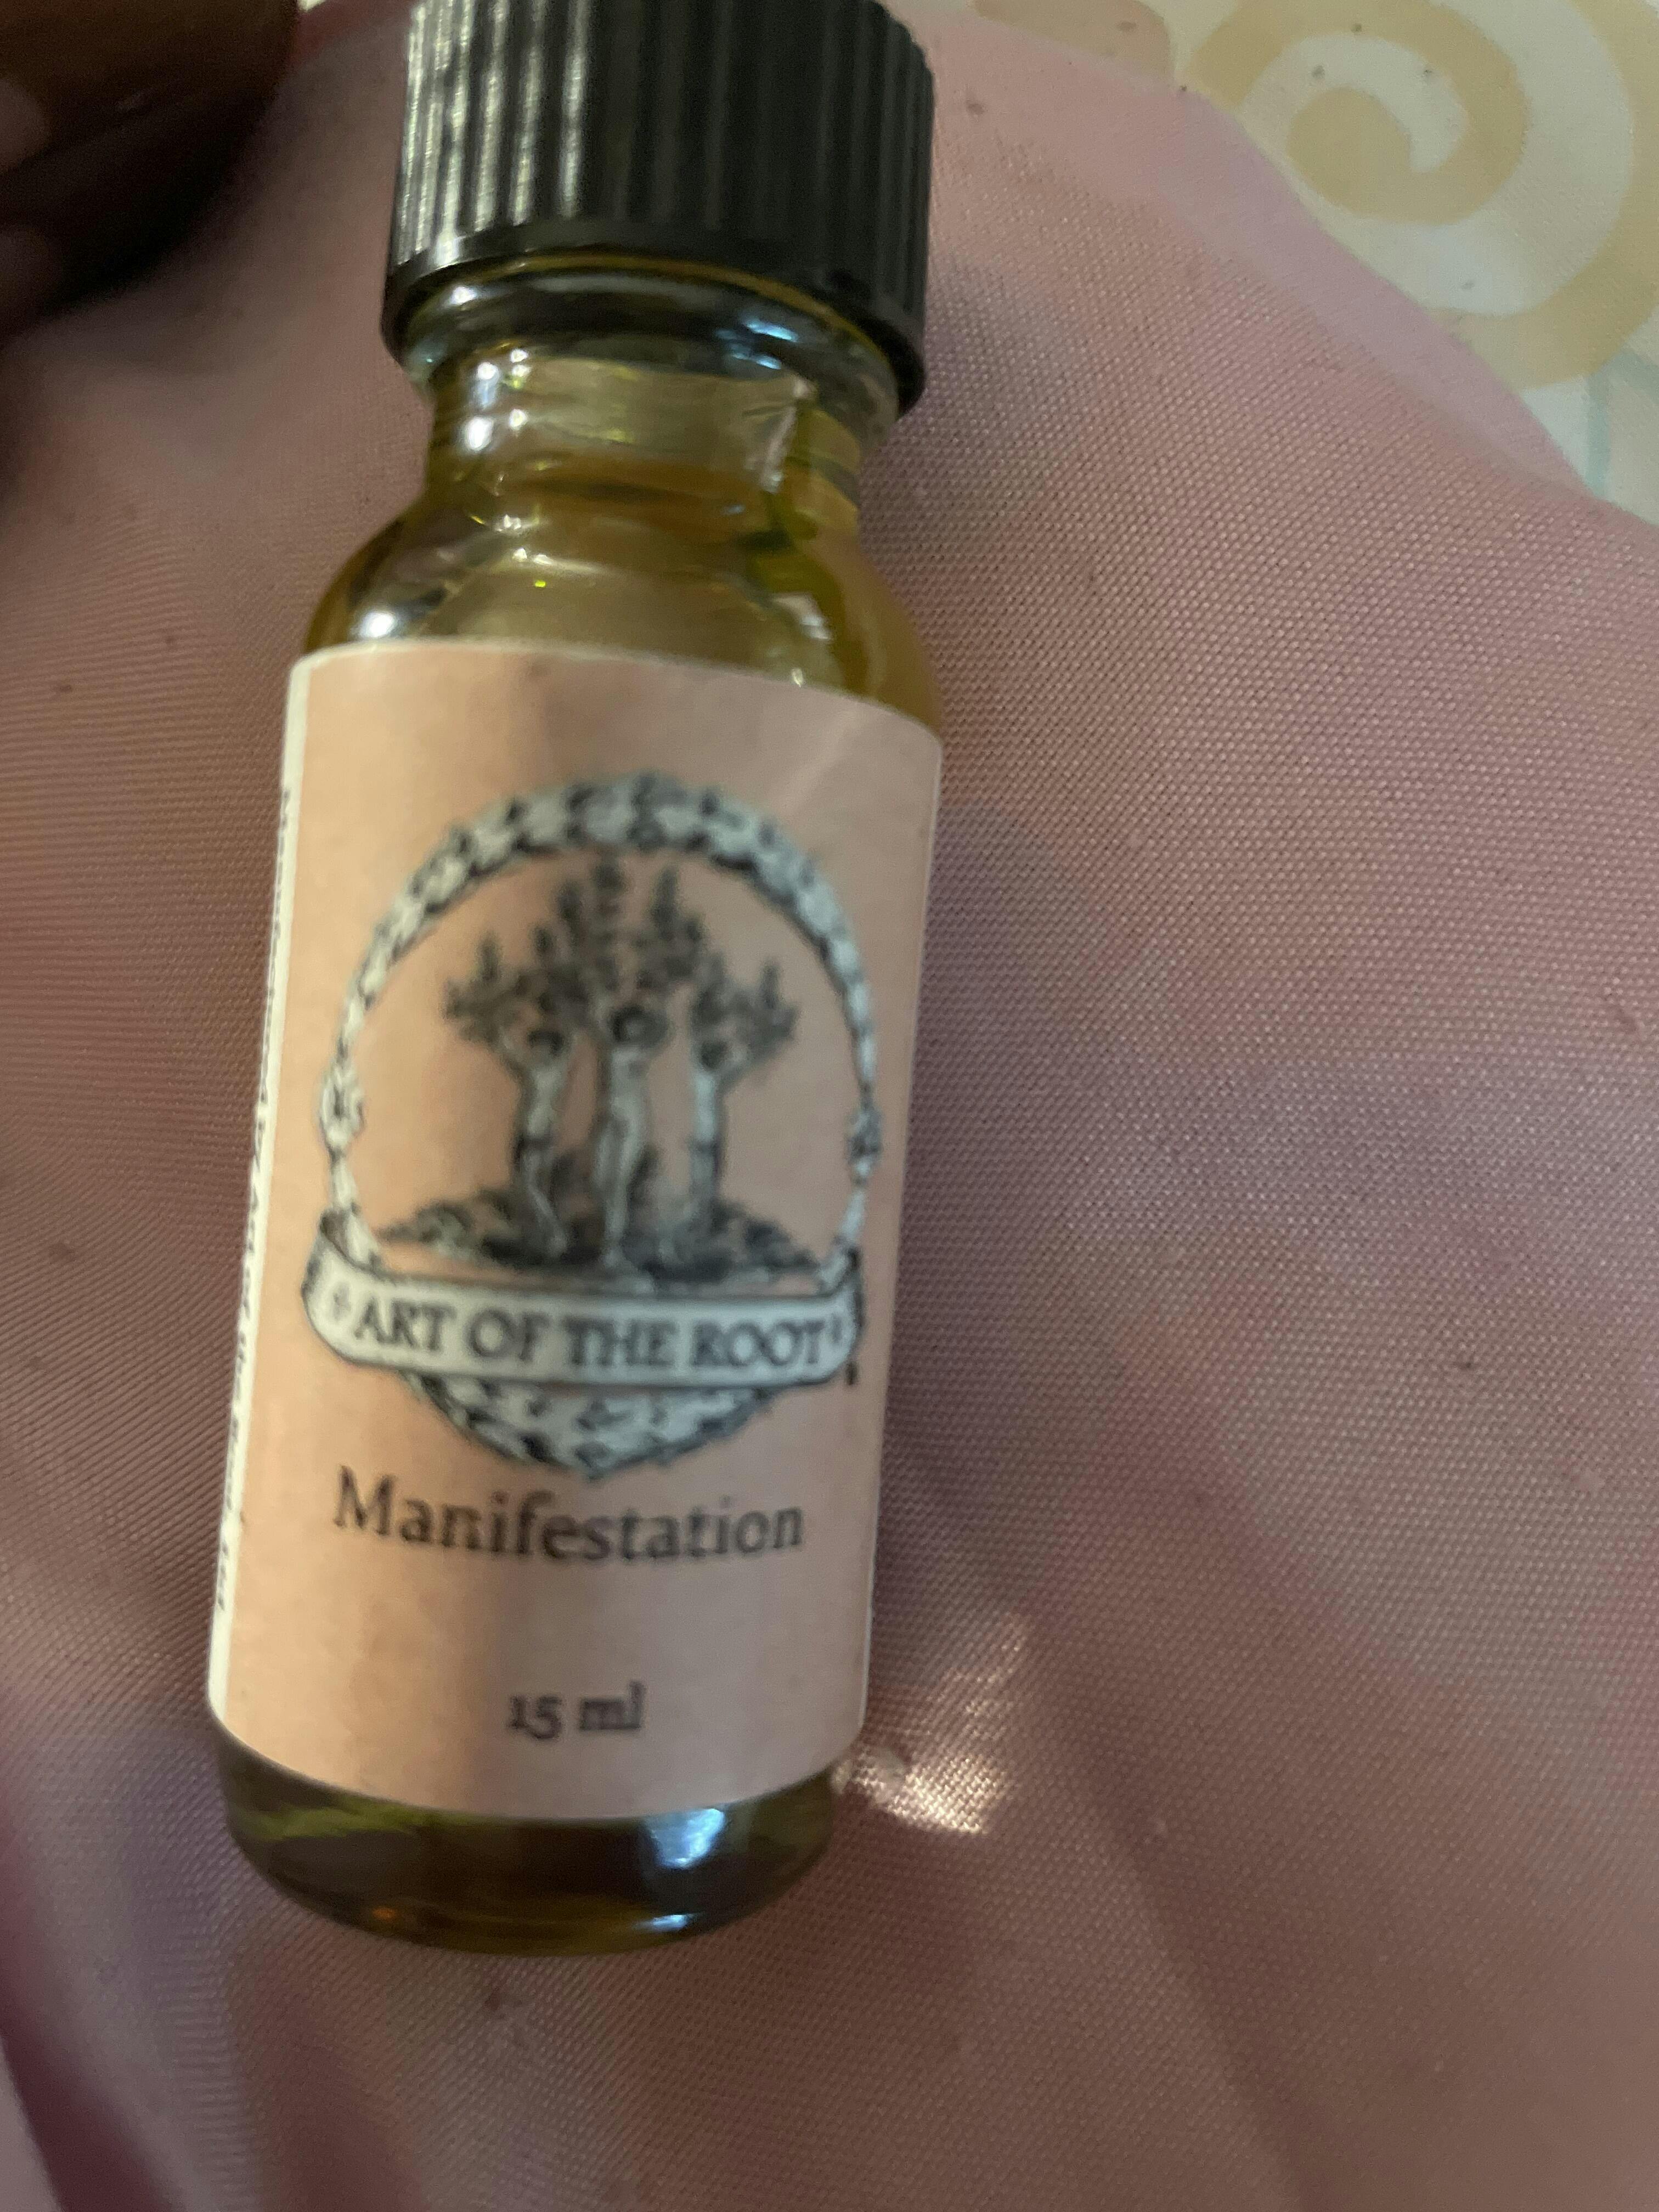 ART OF THE ROOT
Manifestation
15 ml